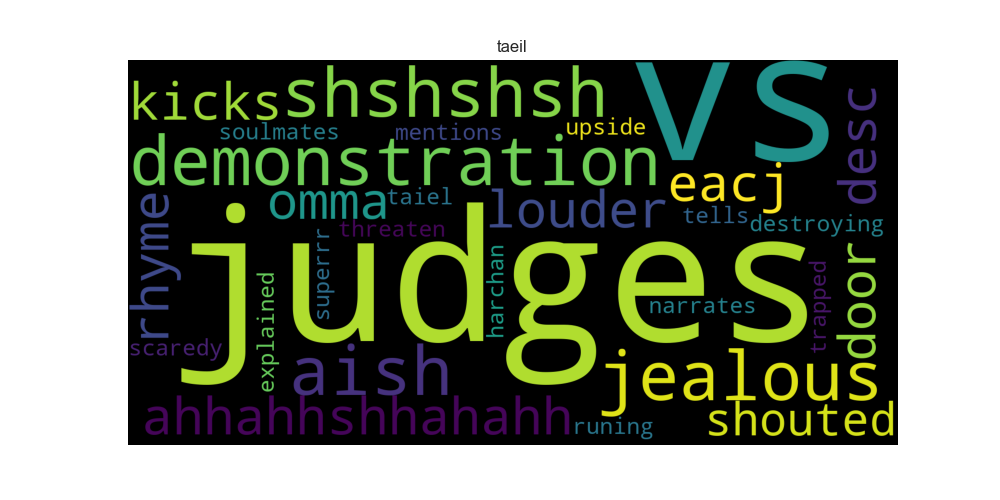 taeil
kicks
shshshsh
vs
soulmates
mentions
upside
demonstration
desc
eacj
omma
taiel
louder
tells
destroying
rhyme
threaten
judges
superrr
harchan
explained
narrates
trapped
door
scaredy
aish
jealous
ahhahhshhahahh
runing
shouted